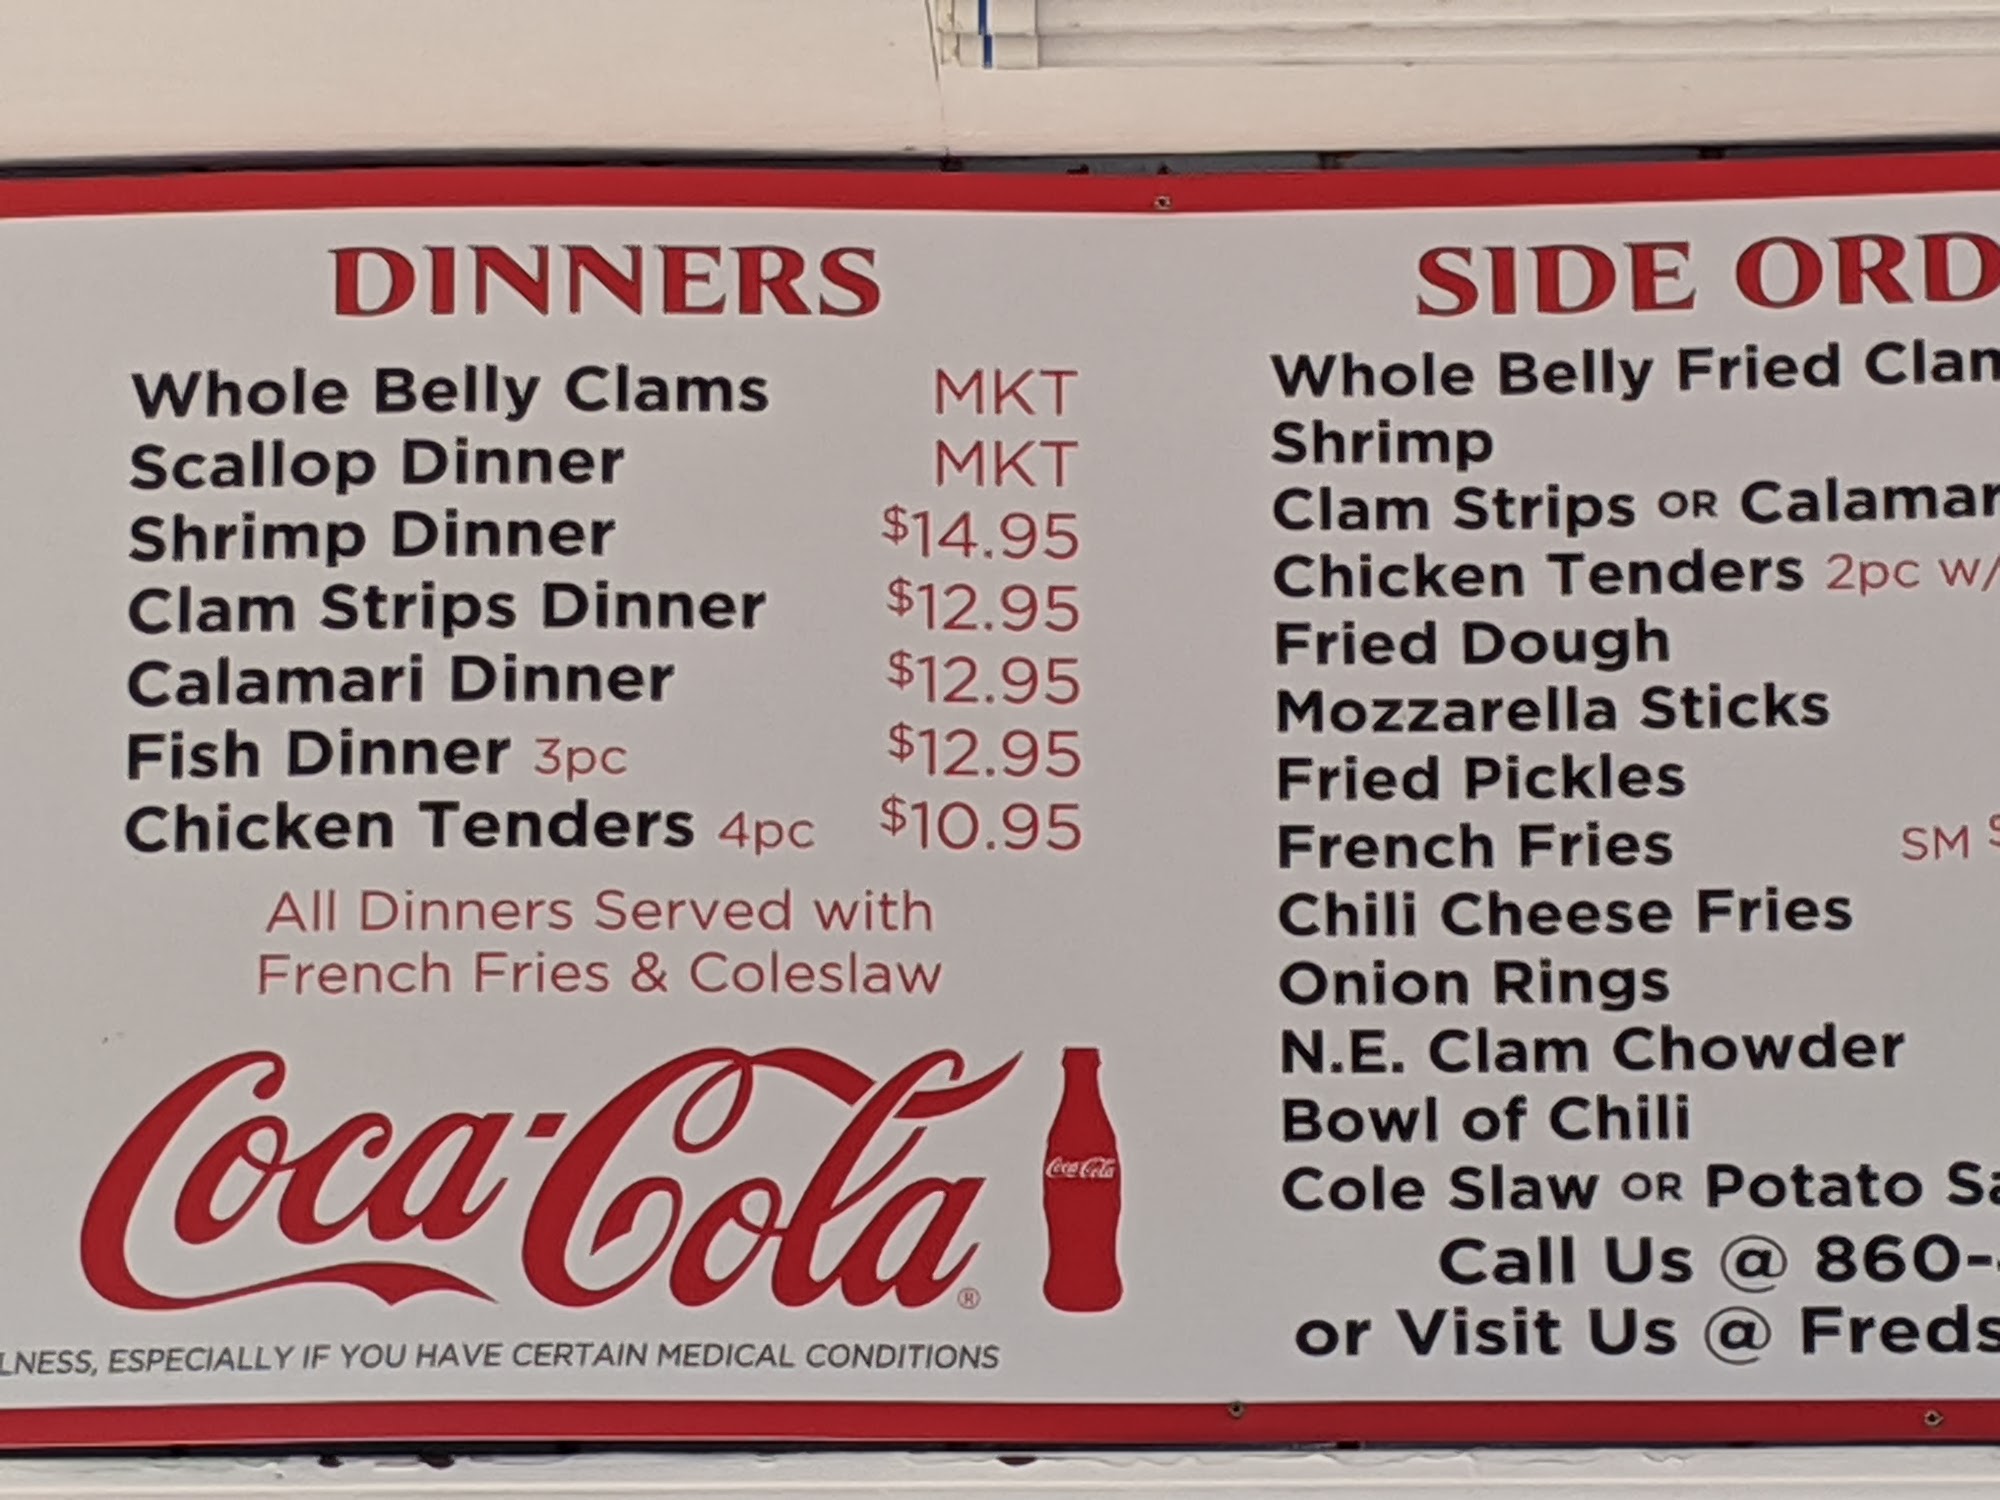 DINNERS
Whole Belly Clams MKT
Scallop Dinner MKT
Shrimp Dinner $14.95
Clam Strips Dinner $12.95
Calamari Dinner $12.95
Fish Dinner 3pc $12.95
Chicken Tenders 4pc $10.95
All Dinners Served with
French Fries & Coleslaw
Coca-Cola®
Coca-Cola
LNESS, ESPECIALLY IF YOU HAVE CERTAIN MEDICAL CONDITIONS
SIDE ORD
Whole Belly Fried Clam
Shrimp
Clam Strips OR Calamar
Chicken Tenders 2pc w/
Fried Dough
Mozzarella Sticks
Fried Pickles
French Fries SM $
Chili Cheese Fries
Onion Rings
N.E. Clam Chowder
Bowl of Chili
Cole Slaw OR Potato Sa
Call Us @ 860-
or Visit Us @ Freds